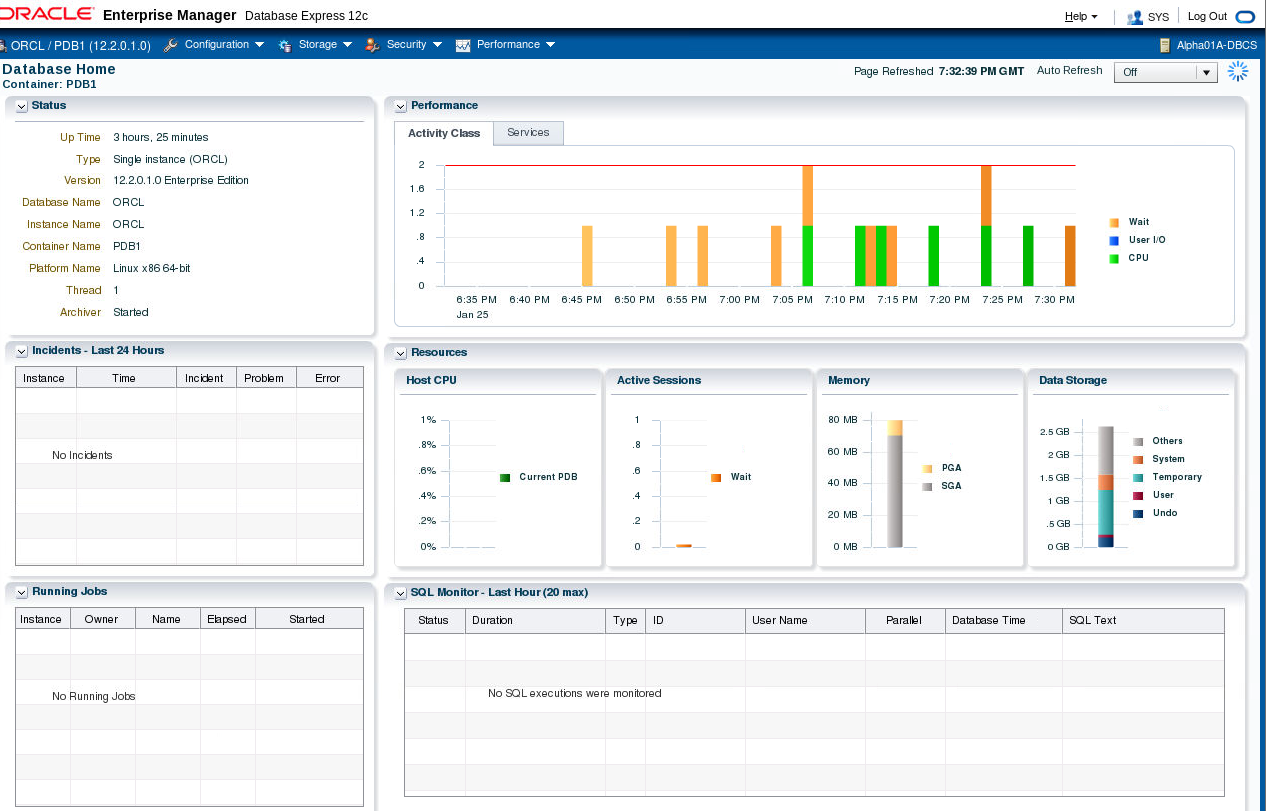 ORACLE Enterprise Manager Database Express 12c
Help SYS Log Out
ORCL / PDB1 (12.2.0.1.0) Configuration Storage Security Performance Alpha01A-DBCS
Database Home
Container: PDB1
Page Refreshed 7:32:39 PM GMT Auto Refresh Off
Status
Up Time 3 hours, 25 minutes
Type Single instance (ORCL)
Version 12.2.0.1.0 Enterprise Edition
Database Name ORCL
Instance Name ORCL
Container Name PDB1
Platform Name Linux x86 64-bit
Thread 1
Archiver Started
Performance
Activity Class Services
2
1.6
1.2
.8
.4
0
6:35 PM 6:40 PM 6:45 PM 6:50 PM 6:55 PM 7:00 PM 7:05 PM 7:10 PM 7:15 PM 7:20 PM 7:25 PM 7:30 PM
Jan 25
Wait
User I/O
CPU
Incidents - Last 24 Hours
Instance Time Incident Problem Error
No Incidents
Resources
Host CPU
1%
.8%
.6%
.4%
.2%
0%
Current PDB
Active Sessions
1
.8
.6
.4
.2
0
Wait
Memory
80 MB
60 MB
40 MB
20 MB
0 MB
PGA
SGA
Data Storage
2.5 GB
2 GB
1.5 GB
1 GB
.5 GB
0 GB
Others
System
Temporary
User
Undo
Running Jobs
Instance Owner Name Elapsed Started
No Running Jobs
SQL Monitor - Last Hour (20 max)
Status Duration Type ID User Name Parallel Database Time SQL Text
No SQL executions were monitored